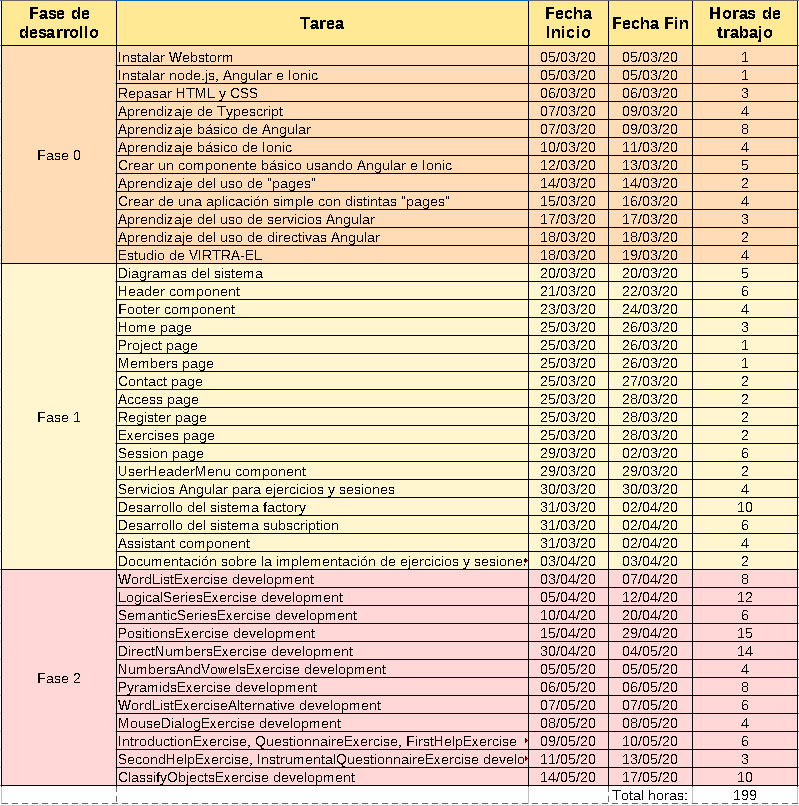 Fase de desarrollo Tarea Fecha Inicio Fecha Fin Horas de trabajo
Fase 0
Instalar Webstorm 05/03/20 05/03/20 1
Instalar node.js, Angular e Ionic 05/03/20 05/03/20 1
Repasar HTML y CSS 06/03/20 06/03/20 3
Aprendizaje de Typescript 07/03/20 09/03/20 4
Aprendizaje básico de Angular 07/03/20 09/03/20 8
Aprendizaje básico de Ionic 10/03/20 11/03/20 4
Crear un componente básico usando Angular e Ionic 12/03/20 13/03/20 5
Aprendizaje del uso de "pages" 14/03/20 14/03/20 2
Crear de una aplicación simple con distintas "pages" 15/03/20 16/03/20 4
Aprendizaje del uso de servicios Angular 17/03/20 17/03/20 3
Aprendizaje del uso de directivas Angular 18/03/20 18/03/20 2
Estudio de VIRTRA-EL 18/03/20 19/03/20 4
Fase 1
Diagramas del sistema 20/03/20 20/03/20 5
Header component 21/03/20 22/03/20 6
Footer component 23/03/20 24/03/20 4
Home page 25/03/20 26/03/20 3
Project page 25/03/20 26/03/20 1
Members page 25/03/20 26/03/20 1
Contact page 25/03/20 27/03/20 2
Access page 25/03/20 28/03/20 2
Register page 25/03/20 28/03/20 2
Exercises page 25/03/20 28/03/20 2
Session page 29/03/20 02/03/20 6
UserHeaderMenu component 29/03/20 29/03/20 2
Servicios Angular para ejercicios y sesiones 30/03/20 30/03/20 4
Desarrollo del sistema factory 31/03/20 02/04/20 10
Desarrollo del sistema subscription 31/03/20 02/04/20 6
Assistant component 31/03/20 02/04/20 4
Documentación sobre la implementación de ejercicios y sesione 03/04/20 03/04/20 2
Fase 2
WordListExercise development 03/04/20 07/04/20 8
LogicalSeriesExercise development 05/04/20 12/04/20 12
SemanticSeriesExercise development 10/04/20 20/04/20 6
PositionsExercise development 15/04/20 29/04/20 15
DirectNumbersExercise development 30/04/20 04/05/20 14
NumbersAndVowelsExercise development 05/05/20 05/05/20 4
PyramidsExercise development 06/05/20 06/05/20 8
WordListExerciseAlternative development 07/05/20 07/05/20 6
MouseDialogExercise development 08/05/20 08/05/20 4
IntroductionExercise, QuestionnaireExercise, FirstHelpExercise 09/05/20 10/05/20 6
SecondHelpExercise, InstrumentalQuestionnaireExercise develo 11/05/20 13/05/20 3
ClassifyObjectsExercise development 14/05/20 17/05/20 10
Total horas: 199